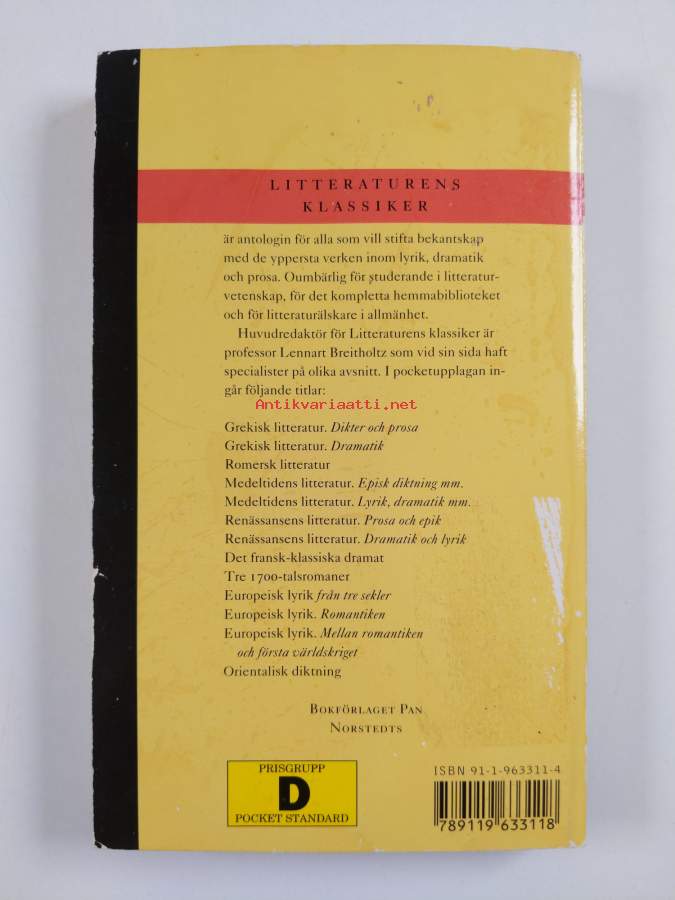 LITTERATURENS
KLASSIKER
är antologin för alla som vill stifta bekantskap
med de yppersta verken inom lyrik, dramatik
och prosa. Oumbärlig för studerande i litteratur-
vetenskap, för det kompletta hemmabiblioteket
och för litteraturälskare i allmänhet.
Huvudredaktör för Litteraturens klassiker är
professor Lennart Breitholtz som vid sin sida haft
specialister på olika avsnitt. I pocketupplagan in-
går följande titlar:
Antikvariaatti.net
Grekisk litteratur. Dikter och prosa
Grekisk litteratur. Dramatik
Romersk litteratur
Medeltidens litteratur. Episk diktning mm.
Medeltidens litteratur. Lyrik, dramatik mm.
Renässansens litteratur. Prosa och epik
Renässansens litteratur. Dramatik och lyrik
Det fransk-klassiska dramat
Tre 1700-talsromaner
Europeisk lyrik från tre sekler
Europeisk lyrik. Romantiken
Europeisk lyrik. Mellan romantiken
och första världskriget
Orientalisk diktning
BOKFÖRLAGET PAN
NORSTEDTS
PRISGRUPP
D
POCKET STANDARD
ISBN 91-1-963311-4
789119 633118